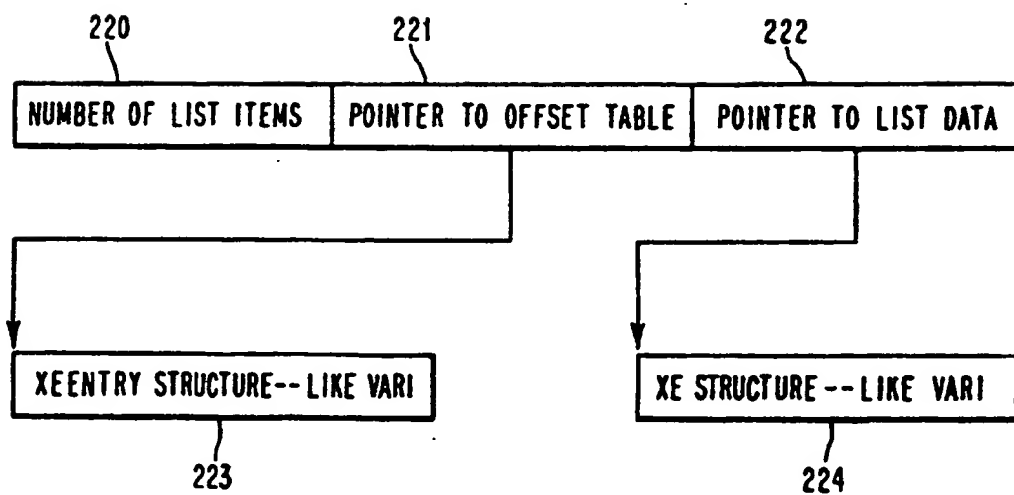 220 221 222
NUMBER OF LIST ITEMS POINTER TO OFFSET TABLE POINTER TO LIST DATA
XEENTRY STRUCTURE--LIKE VARI XE STRUCTURE--LIKE VARI
223 224